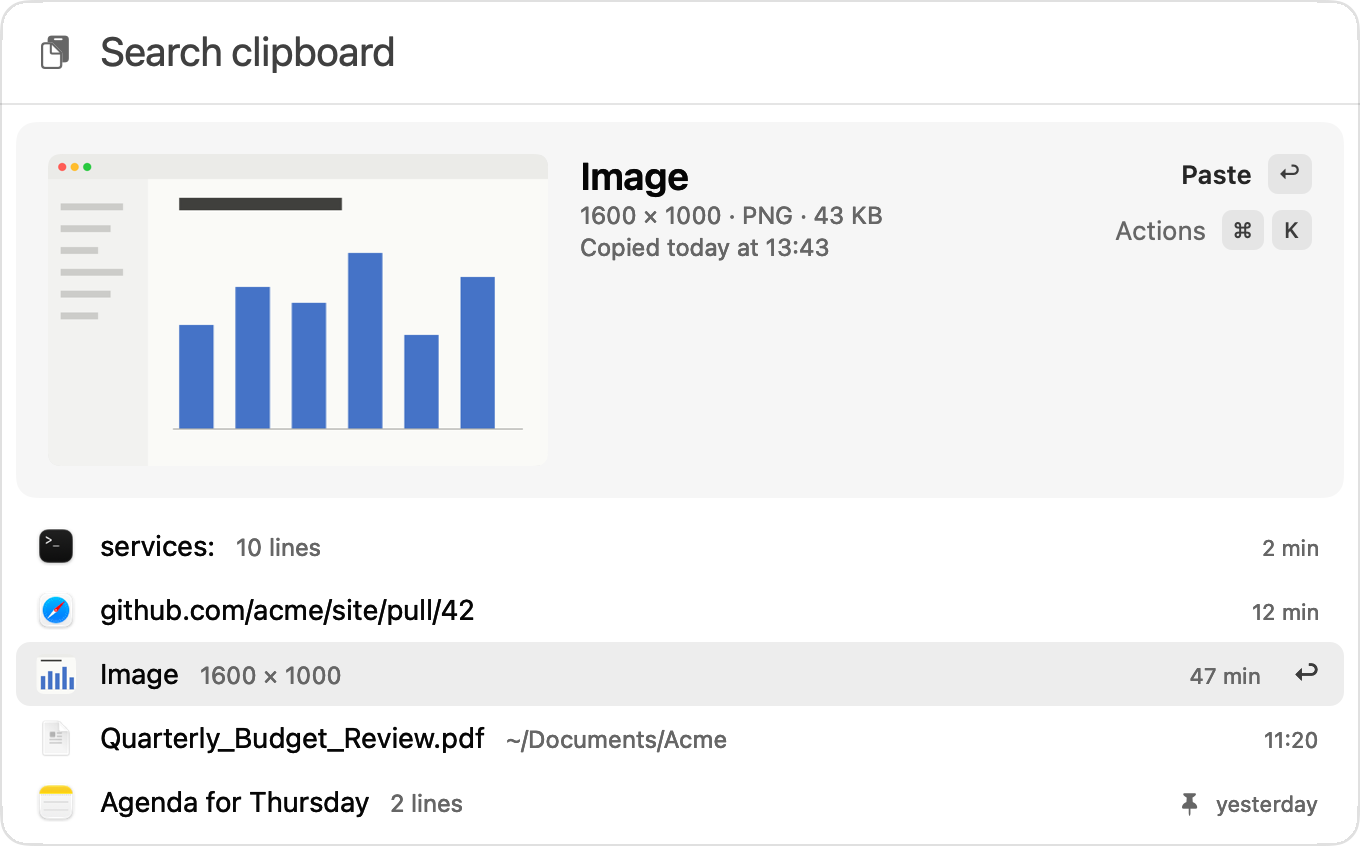 Search clipboard
Image
1600 × 1000 · PNG · 43 KB
Copied today at 13:43
Paste ↩
Actions ⌘ K
>_
services: 10 lines 2 min
github.com/acme/site/pull/42 12 min
Image 1600 × 1000 47 min ↩
Quarterly_Budget_Review.pdf ~/Documents/Acme 11:20
Agenda for Thursday 2 lines yesterday